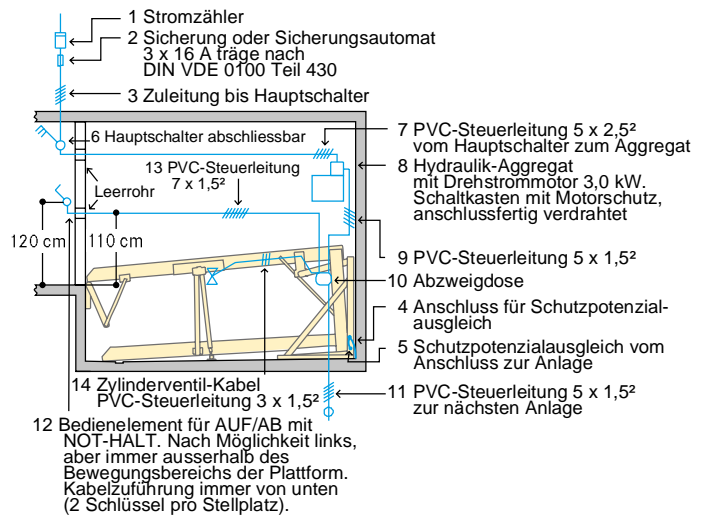 1 Stromzähler
2 Sicherung oder Sicherungsautomat
3 x 16 A träge nach
DIN VDE 0100 Teil 430
3 Zuleitung bis Hauptschalter
6 Hauptschalter abschliessbar
13 PVC-Steuerleitung
7 x 1,5²
Leerrohr
120 cm
110 cm
7 PVC-Steuerleitung 5 x 2,5²
vom Hauptschalter zum Aggregat
8 Hydraulik-Aggregat
mit Drehstrommotor 3,0 kW.
Schaltkasten mit Motorschutz,
anschlussfertig verdrahtet
9 PVC-Steuerleitung 5 x 1,5²
10 Abzweigdose
4 Anschluss für Schutzpotenzial-
ausgleich
5 Schutzpotenzialausgleich vom
Anschluss zur Anlage
11 PVC-Steuerleitung 5 x 1,5²
zur nächsten Anlage
14 Zylinderventil-Kabel
PVC-Steuerleitung 3 x 1,5²
12 Bedienelement für AUF/AB mit
NOT-HALT. Nach Möglichkeit links,
aber immer ausserhalb des
Bewegungsbereichs der Plattform.
Kabelzuführung immer von unten
(2 Schlüssel pro Stellplatz).